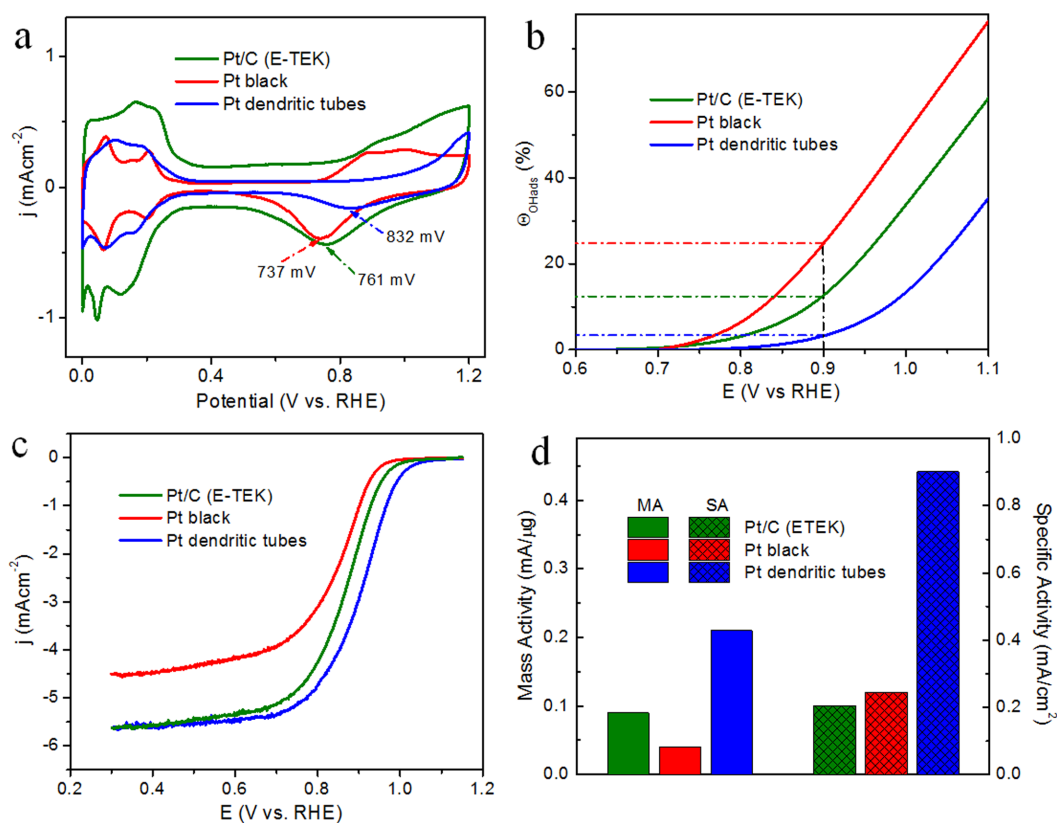 a
Pt/C (E-TEK)
Pt black
Pt dendritic tubes
1
0
-1
j (mAcm-2)
832 mV
737 mV
761 mV
0.0 0.4 0.8 1.2
Potential (V vs. RHE)
b
Pt/C (E-TEK)
Pt black
Pt dendritic tubes
60
40
20
0
ΘOHads (%)
0.6 0.7 0.8 0.9 1.0 1.1
E (V vs RHE)
c
Pt/C (E-TEK)
Pt black
Pt dendritic tubes
0
-1
-2
-3
-4
-5
-6
j (mAcm-2)
0.2 0.4 0.6 0.8 1.0 1.2
E (V vs. RHE)
d
MA SA
Pt/C (ETEK)
Pt black
Pt dendritic tubes
0.4
0.3
0.2
0.1
0.0
Mass Activity (mA/µg)
1.0
0.8
0.6
0.4
0.2
0.0
Specific Activity (mA/cm2)